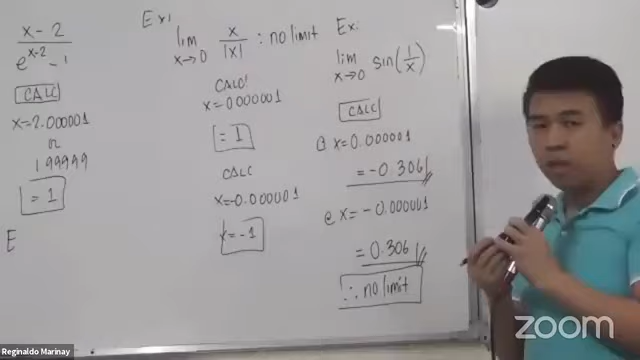 x-2
e^x-2 - 1
CALC
x=2.000001
or
1.99999
= 1
E
Ex:
lim x→0 x/|x| : no limit
CALC:
x=0.000001
= 1
CALC
x=-0.000001
x=-1
Ex:
lim x→0 sin(1/x)
CALC
@ x=0.000001
=-0.306
@ x=-0.000001
=0.306
∴ no limit
zoom
Reginaldo Marinay